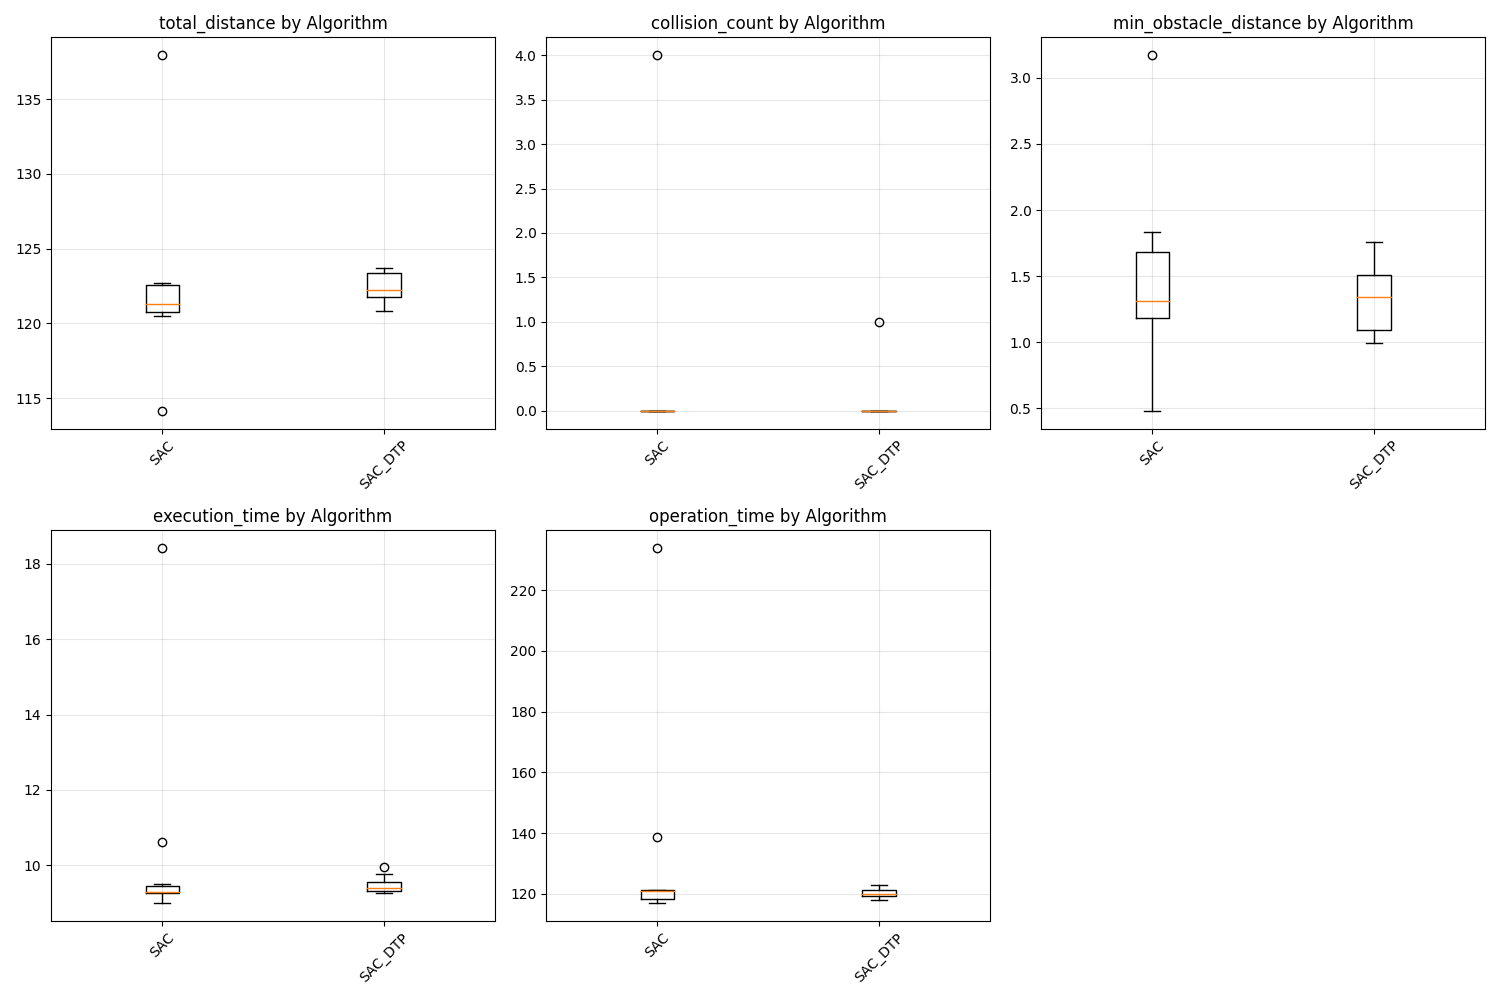 total_distance by Algorithm
135
130
125
120
115
SAC
SAC_DTP
collision_count by Algorithm
4.0
3.5
3.0
2.5
2.0
1.5
1.0
0.5
0.0
SAC
SAC_DTP
min_obstacle_distance by Algorithm
3.0
2.5
2.0
1.5
1.0
0.5
SAC
SAC_DTP
execution_time by Algorithm
18
16
14
12
10
SAC
SAC_DTP
operation_time by Algorithm
220
200
180
160
140
120
SAC
SAC_DTP